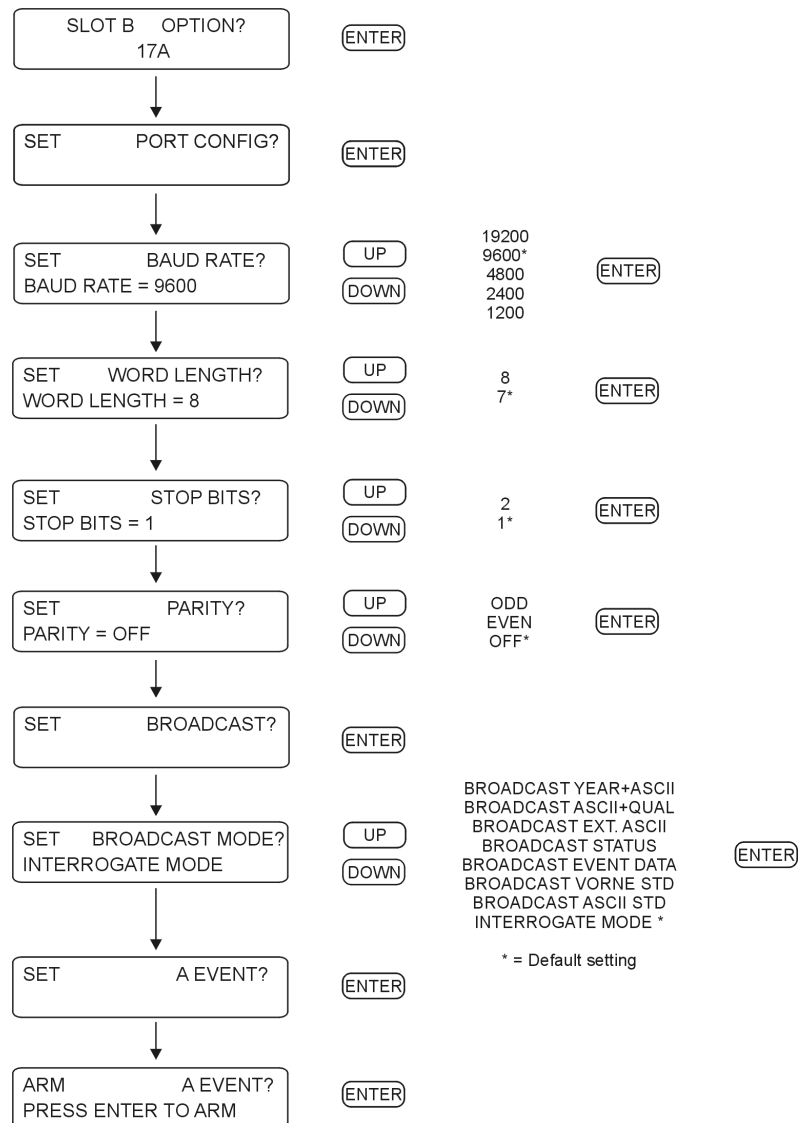 SLOT B OPTION?
17A
ENTER
SET PORT CONFIG?
ENTER
SET BAUD RATE?
BAUD RATE = 9600
UP
DOWN
19200
9600*
4800
2400
1200
ENTER
SET WORD LENGTH?
WORD LENGTH = 8
UP
DOWN
8
7*
ENTER
SET STOP BITS?
STOP BITS = 1
UP
DOWN
2
1*
ENTER
SET PARITY?
PARITY = OFF
UP
DOWN
ODD
EVEN
OFF*
ENTER
SET BROADCAST?
ENTER
SET BROADCAST MODE?
INTERROGATE MODE
UP
DOWN
BROADCAST YEAR+ASCII
BROADCAST ASCII+QUAL
BROADCAST EXT. ASCII
BROADCAST STATUS
BROADCAST EVENT DATA
BROADCAST VORNE STD
BROADCAST ASCII STD
INTERROGATE MODE *
ENTER
* = Default setting
SET A EVENT?
ENTER
ARM A EVENT?
PRESS ENTER TO ARM
ENTER